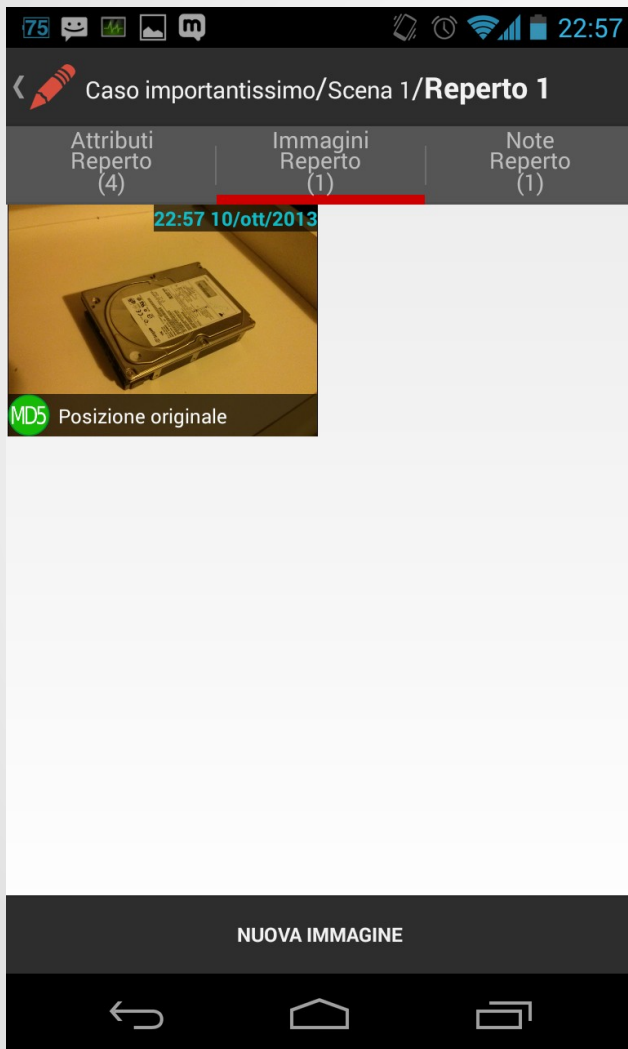 75 22:57
Caso importantissimo/Scena 1/Reperto 1
Attributi
Reperto
(4)
Immagini
Reperto
(1)
Note
Reperto
(1)
22:57 10/ott/2013
MD5 Posizione originale
NUOVA IMMAGINE